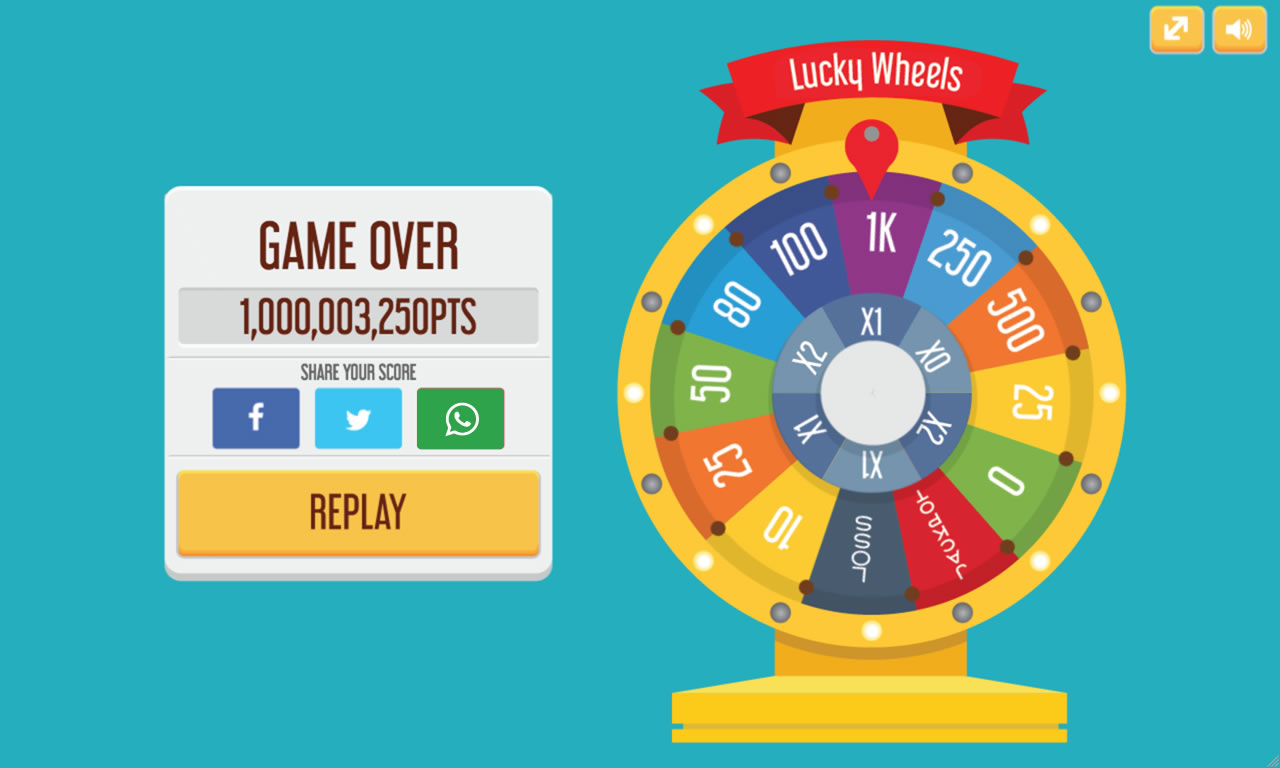 Lucky Wheels
GAME OVER
1,000,003,250PTS
SHARE YOUR SCORE
f
REPLAY
1K
250
500
25
0
JACKPOT
LOSS
10
25
50
80
100
X1
X0
X2
X1
X1
X2